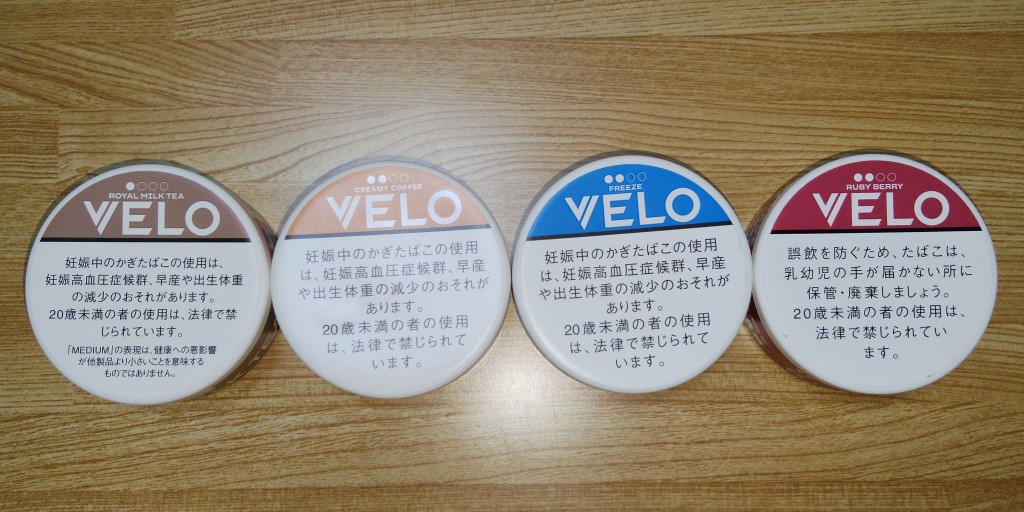 ROYAL MILK TEA
VELO
妊娠中のかぎたばこの使用は、
妊娠高血圧症候群、早産や出生体重
の減少のおそれがあります。
20歳未満の者の使用は、法律で禁
じられています。
「MEDIUM」の表現は、健康への悪影響
が他製品より小さいことを意味する
ものではありません。
CREAMY COFFEE
VELO
妊娠中のかぎたばこの使用
は、妊娠高血圧症候群、早産
や出生体重の減少のおそれが
あります。
20歳未満の者の使用
は、法律で禁じられて
います。
FREEZE
VELO
妊娠中のかぎたばこの使用
は、妊娠高血圧症候群、早産
や出生体重の減少のおそれが
あります。
20歳未満の者の使用
は、法律で禁じられて
います。
RUBY BERRY
VELO
誤飲を防ぐため、たばこは、
乳幼児の手が届かない所に
保管・廃棄しましょう。
20歳未満の者の使用は、
法律で禁じられてい
ます。